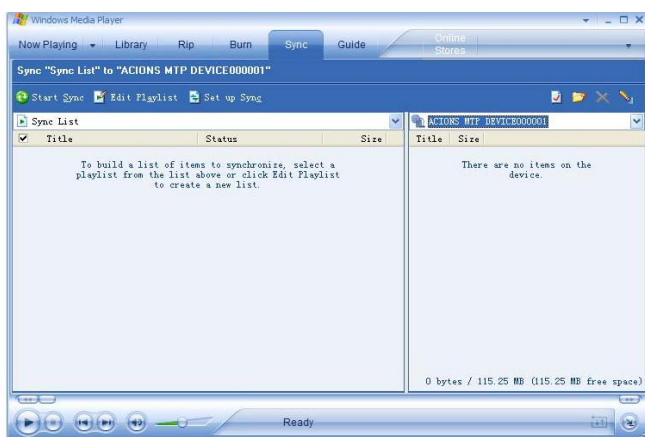 Windows Media Player
Now Playing Library Rip Burn Sync Guide Online Stores
Sync "Sync List" to "ACIONS MTP DEVICE000001"
Start Sync Edit Playlist Set up Sync
Sync List ACIONS MTP DEVICE000001
Title Status Size Title Size
To build a list of items to synchronize, select a
playlist from the list above or click Edit Playlist
to create a new list.
There are no items on the
device.
0 bytes / 115.25 MB (115.25 MB free space)
Ready